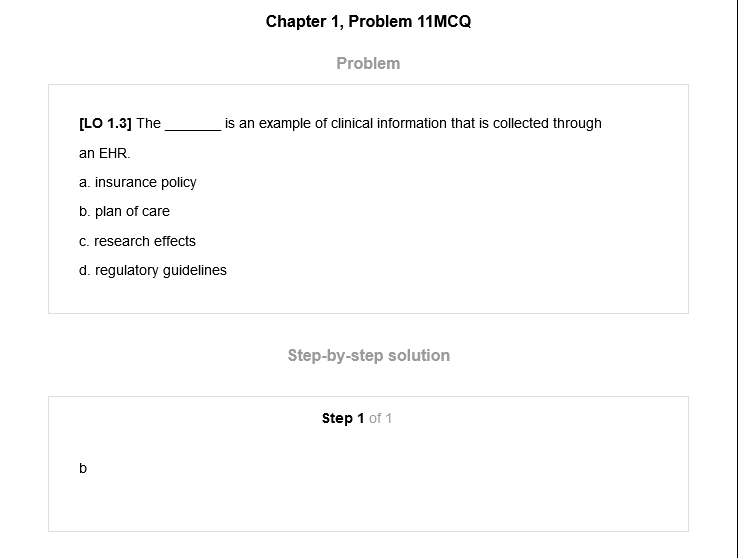 Chapter 1, Problem 11MCQ
Problem
[LO 1.3] The _______ is an example of clinical information that is collected through
an EHR.
a. insurance policy
b. plan of care
c. research effects
d. regulatory guidelines
Step-by-step solution
Step 1 of 1
b